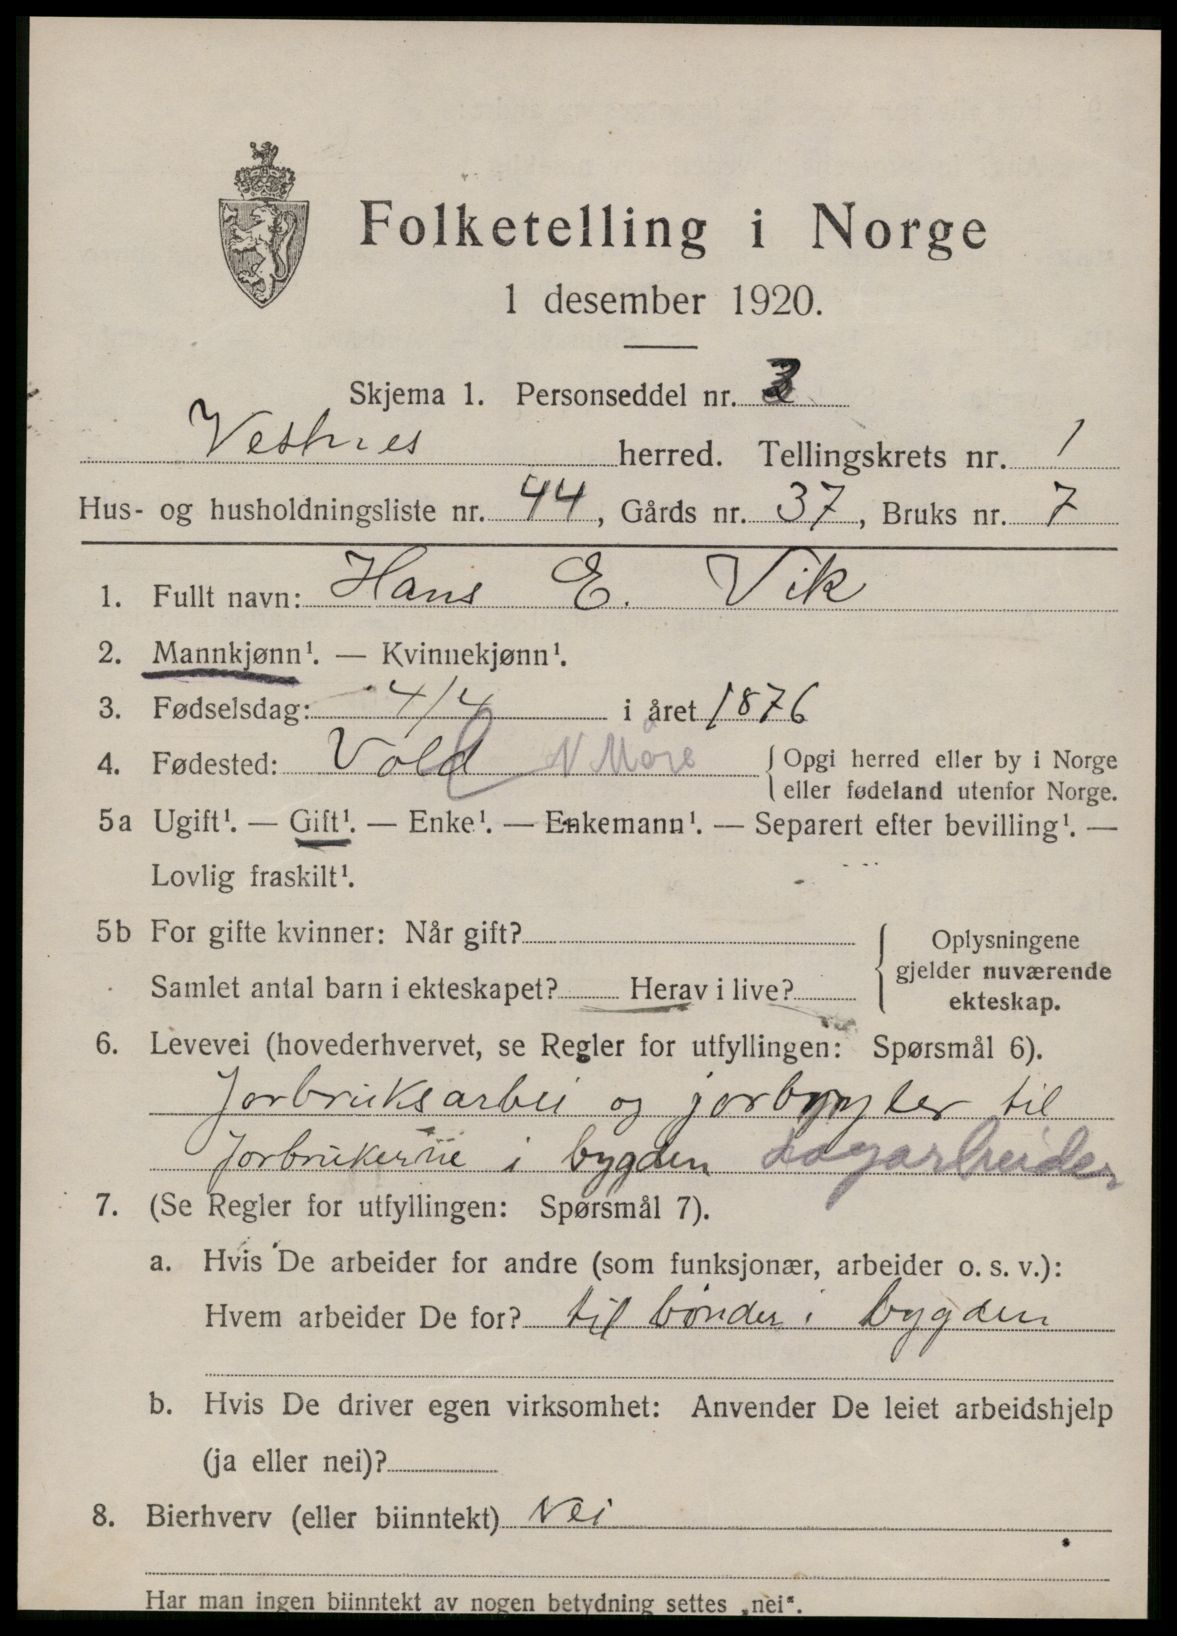 Folketelling i Norge
1 desember 1920.
Skjema 1. Personseddel nr.
Vestnes herred. Tellingskrets nr. 1
Hus- og husholdningsliste nr. 44, Gårds nr. 37, Bruks nr. 7
1. Fullt navn: Hans E. Vik
2. Mannkjønn¹. — Kvinnekjønn¹.
3. Fødselsdag: 4/4 i året 1876
4. Fødested: Vold N Møre { Opgi herred eller by i Norge
eller fødeland utenfor Norge.
5a Ugift¹. — Gift¹. — Enke¹. — Enkemann¹. — Separert efter bevilling¹. —
Lovlig fraskilt¹.
5b For gifte kvinner: Når gift?
Samlet antal barn i ekteskapet? Herav i live?
{ Oplysningene
gjelder nuværende
ekteskap.
6. Levevei (hovederhvervet, se Regler for utfyllingen: Spørsmål 6).
Jorbruksarbei og til
Jorbrukerne i bygden Dagarbeider
7. (Se Regler for utfyllingen: Spørsmål 7).
a. Hvis De arbeider for andre (som funksjonær, arbeider o. s. v.):
Hvem arbeider De for? til bønder i bygden
b. Hvis De driver egen virksomhet: Anvender De leiet arbeidshjelp
(ja eller nei)?
8. Bierhverv (eller biinntekt) Nei
Har man ingen biinntekt av nogen betydning settes „nei“.